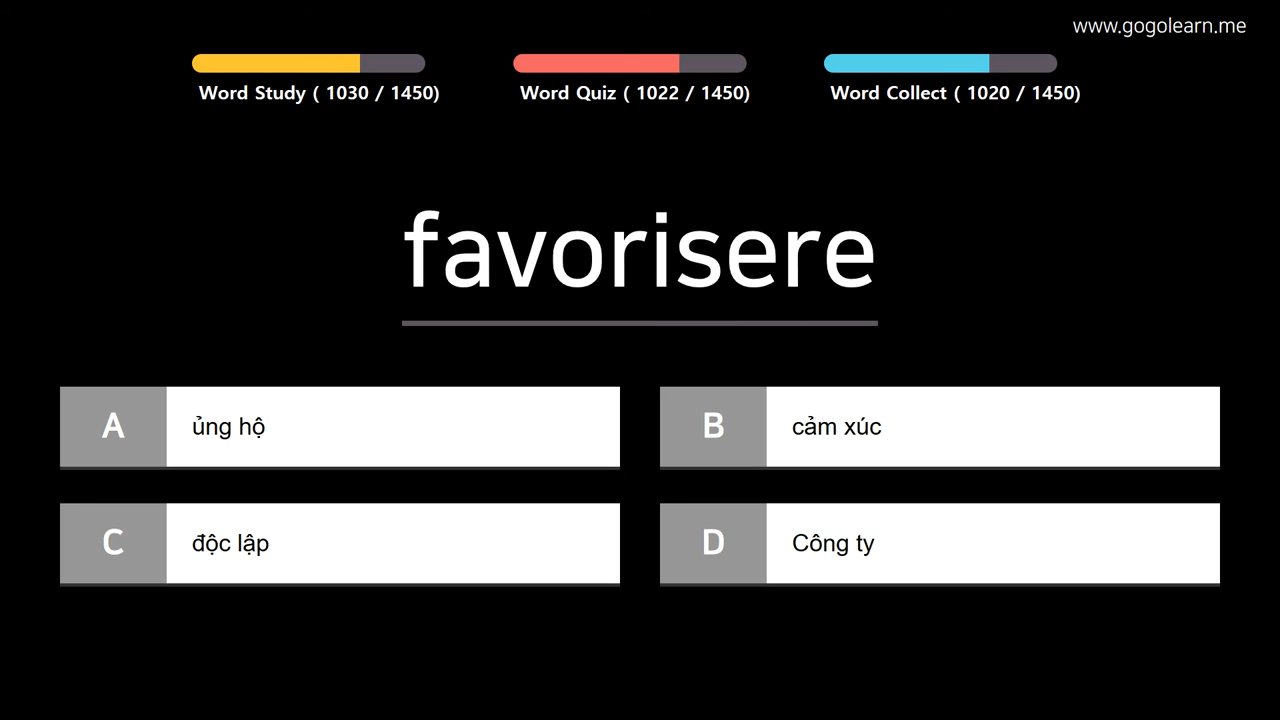 www.gogolearn.me
Word Study ( 1030 / 1450)
Word Quiz ( 1022 / 1450)
Word Collect ( 1020 / 1450)
favorisere
A ủng hộ
B cảm xúc
C độc lập
D Công ty